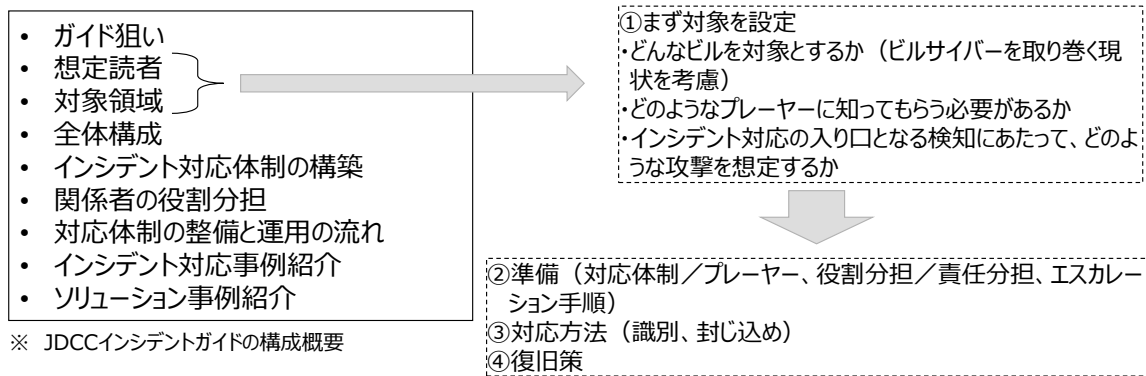 • ガイド狙い
• 想定読者
• 対象領域
• 全体構成
• インシデント対応体制の構築
• 関係者の役割分担
• 対応体制の整備と運用の流れ
• インシデント対応事例紹介
• ソリューション事例紹介
※ JDCCインシデントガイドの構成概要
①まず対象を設定
・どんなビルを対象とするか（ビルサイバーを取り巻く現
状を考慮）
・どのようなプレーヤーに知ってもらう必要があるか
・インシデント対応の入り口となる検知にあたって、どのよ
うな攻撃を想定するか
②準備（対応体制／プレーヤー、役割分担／責任分担、エスカレー
ション手順）
③対応方法（識別、封じ込め）
④復旧策